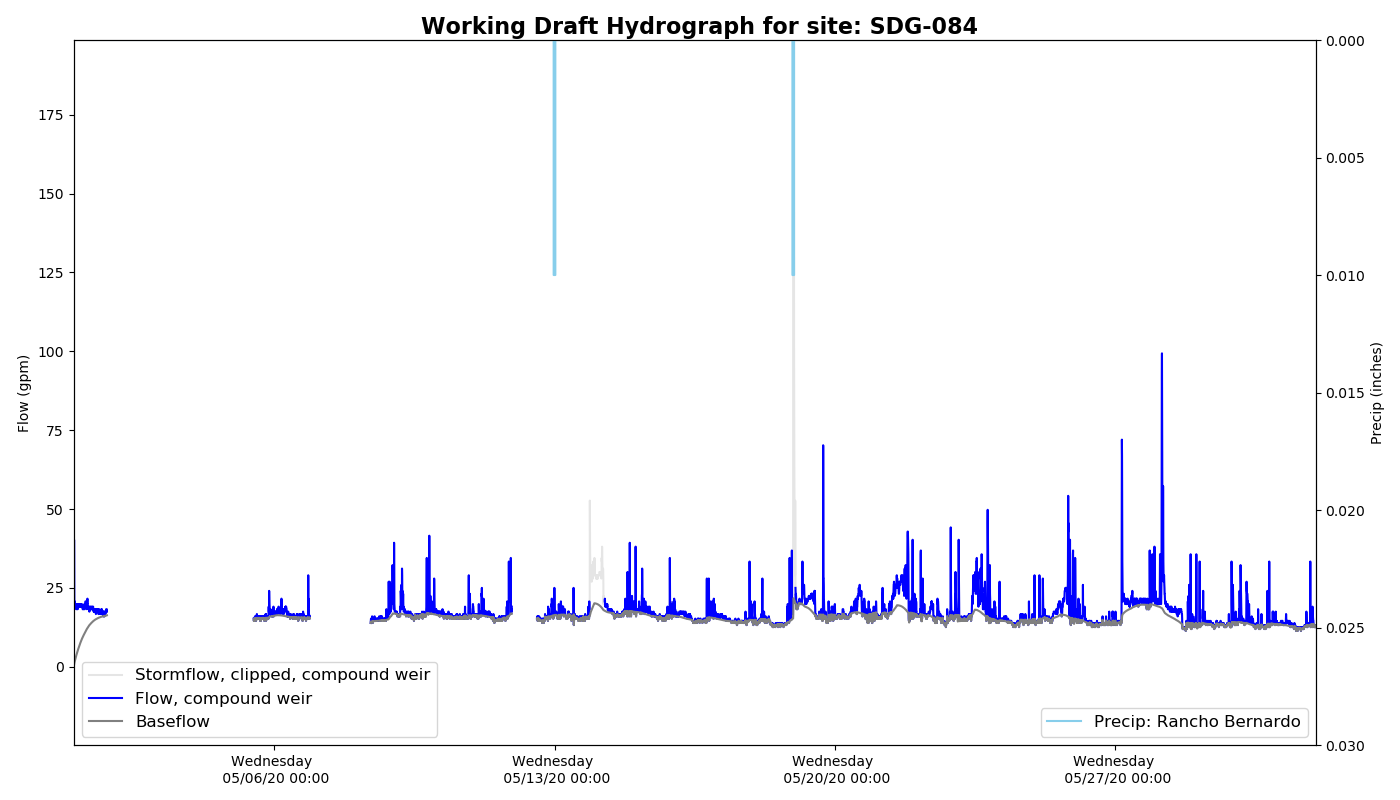 Working Draft Hydrograph for site: SDG-084
Flow (gpm)
175
150
125
100
75
50
25
0
0.000
0.005
0.010
0.015
0.020
0.025
0.030
Precip (inches)
Stormflow, clipped, compound weir
Flow, compound weir
Baseflow
Precip: Rancho Bernardo
Wednesday
05/06/20 00:00
Wednesday
05/13/20 00:00
Wednesday
05/20/20 00:00
Wednesday
05/27/20 00:00